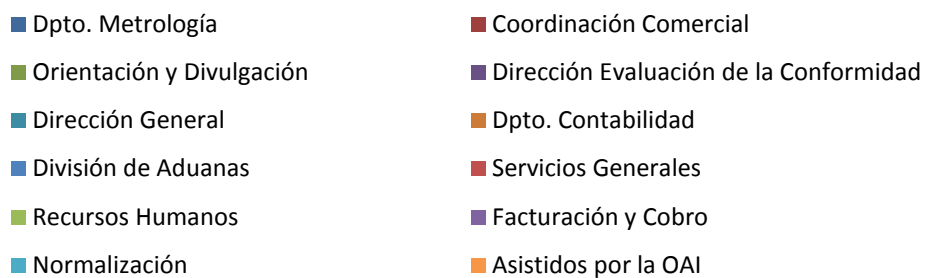 Dpto. Metrología
Coordinación Comercial
Orientación y Divulgación
Dirección Evaluación de la Conformidad
Dirección General
Dpto. Contabilidad
División de Aduanas
Servicios Generales
Recursos Humanos
Facturación y Cobro
Normalización
Asistidos por la OAI